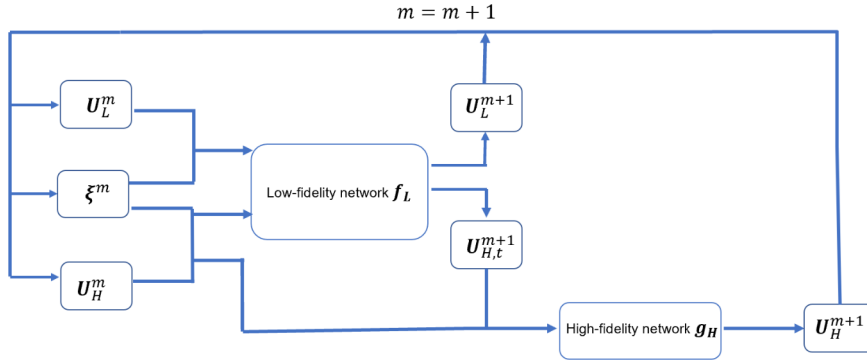 m = m + 1
U_L^m
U_L^{m+1}
ξ^m
Low-fidelity network f_L
U_H^m
U_{H,t}^{m+1}
High-fidelity network g_H
U_H^{m+1}